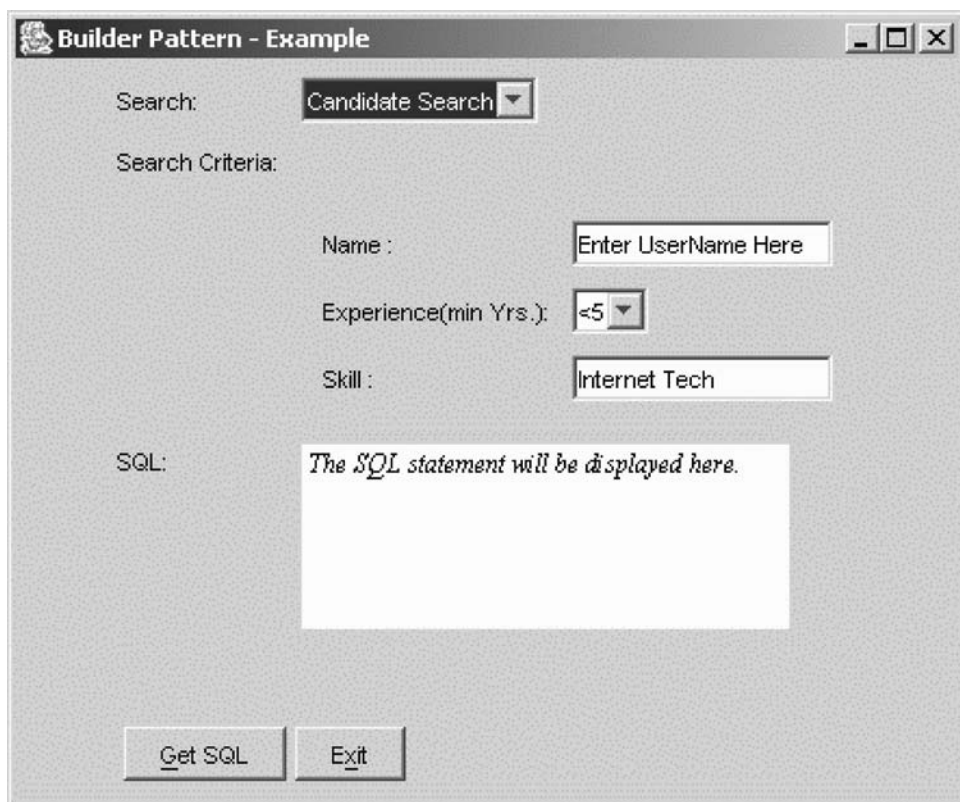 Builder Pattern - Example
Search: Candidate Search
Search Criteria:
Name : Enter UserName Here
Experience(min Yrs.): <5
Skill : Internet Tech
SQL: The SQL statement will be displayed here.
Get SQL Exit